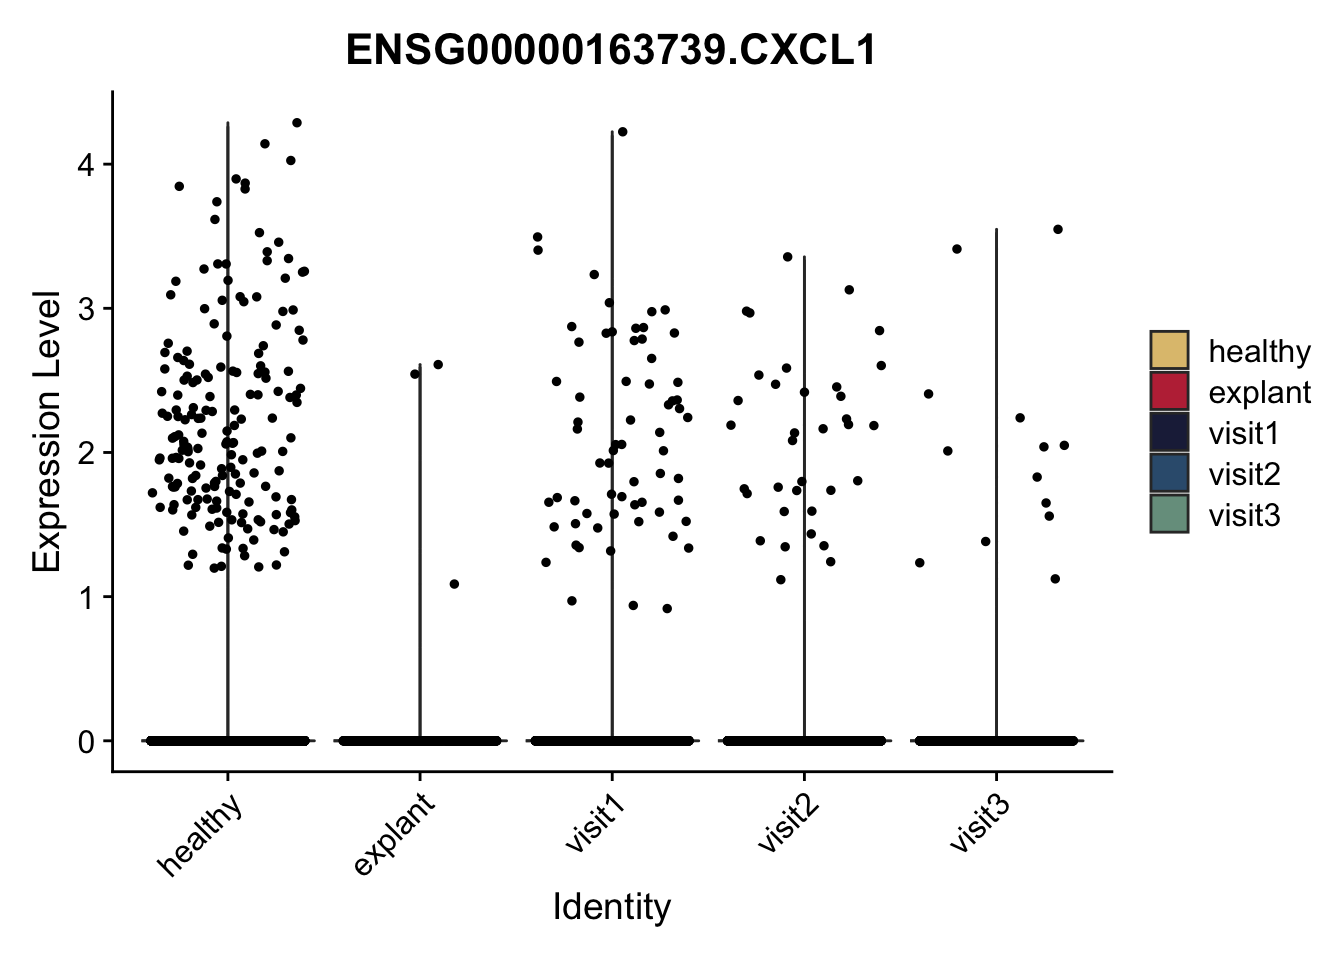 ENSG00000163739.CXCL1
Expression Level
4
3
2
1
0
healthy
explant
visit1
visit2
visit3
Identity
healthy
explant
visit1
visit2
visit3